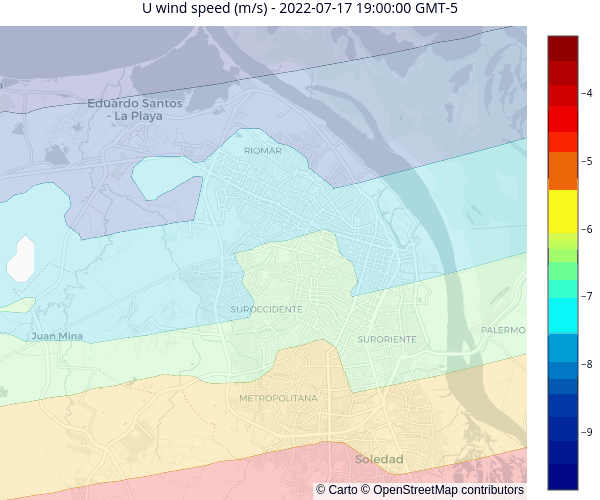 U wind speed (m/s) - 2022-07-17 19:00:00 GMT-5
Eduardo Santos
- La Playa
RIOMAR
SUROCCIDENTE
Juan Mina
SURORIENTE
PALERMO
METROPOLITANA
Soledad
−4
−5
−6
−7
−8
−9
© Carto © OpenStreetMap contributors